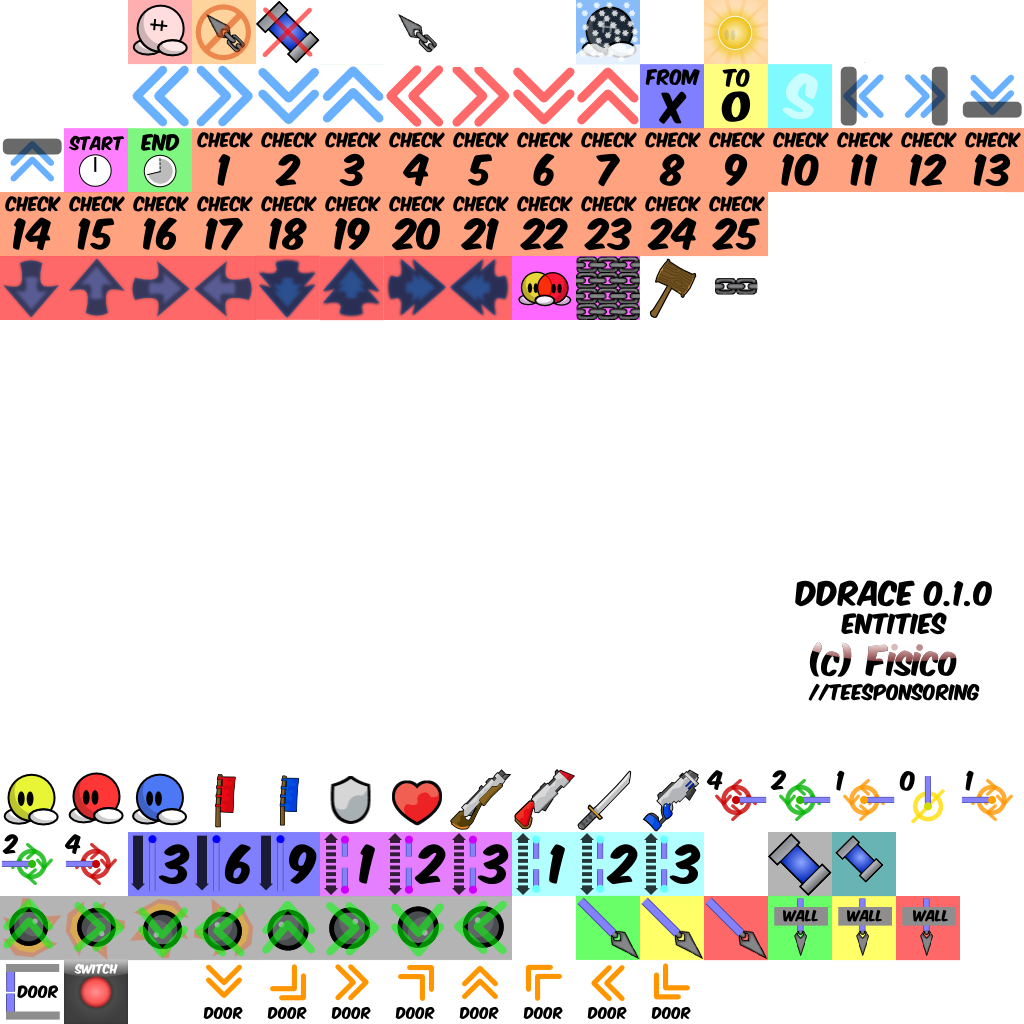 FROM TO
X O S
START END CHECK CHECK CHECK CHECK CHECK CHECK CHECK CHECK CHECK CHECK CHECK CHECK CHECK
1 2 3 4 5 6 7 8 9 10 11 12 13
CHECK CHECK CHECK CHECK CHECK CHECK CHECK CHECK CHECK CHECK CHECK CHECK
14 15 16 17 18 19 20 21 22 23 24 25
DDRACE 0.1.0
ENTITIES
(c) Fisico
//TEESPONSORING
4 2 1 0 1
2 4 3 6 9 1 2 3 1 2 3
WALL WALL WALL
DOOR SWITCH
DOOR DOOR DOOR DOOR DOOR DOOR DOOR DOOR